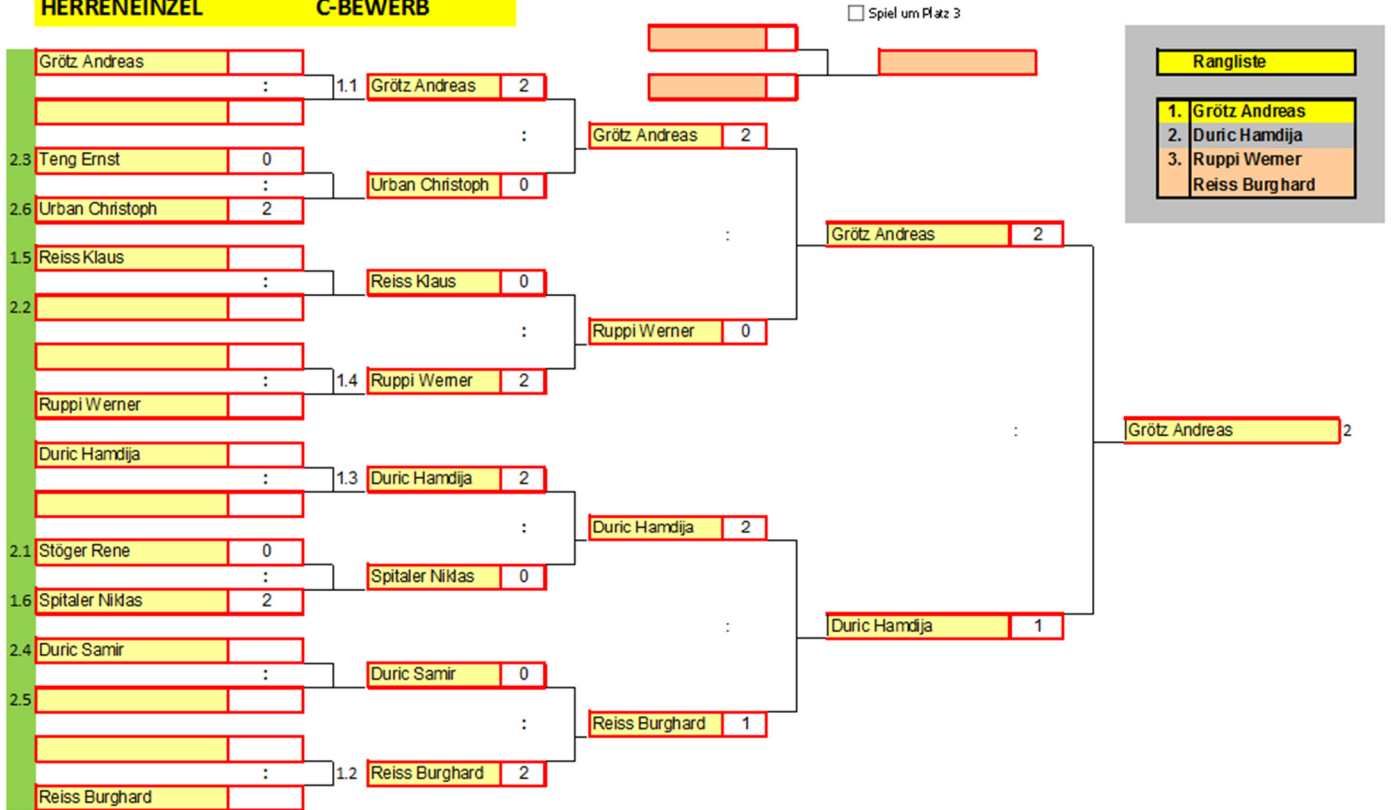 HERRENEINZEL C-BEWERB
Spiel um Platz 3
Rangliste
1. Grötz Andreas
2. Duric Hamdija
3. Ruppi Werner
Reiss Burghard
Grötz Andreas
:
1.1 Grötz Andreas 2
:
Grötz Andreas 2
2.3 Teng Ernst 0
:
Urban Christoph 0
2.6 Urban Christoph 2
:
Grötz Andreas 2
1.5 Reiss Klaus
:
Reiss Klaus 0
2.2
:
Ruppi Werner 0
:
1.4 Ruppi Werner 2
Ruppi Werner
:
Grötz Andreas 2
Duric Hamdija
:
1.3 Duric Hamdija 2
:
Duric Hamdija 2
2.1 Stöger Rene 0
:
Spitaler Niklas 0
1.6 Spitaler Niklas 2
:
Duric Hamdija 1
2.4 Duric Samir
:
Duric Samir 0
2.5
:
Reiss Burghard 1
:
1.2 Reiss Burghard 2
Reiss Burghard